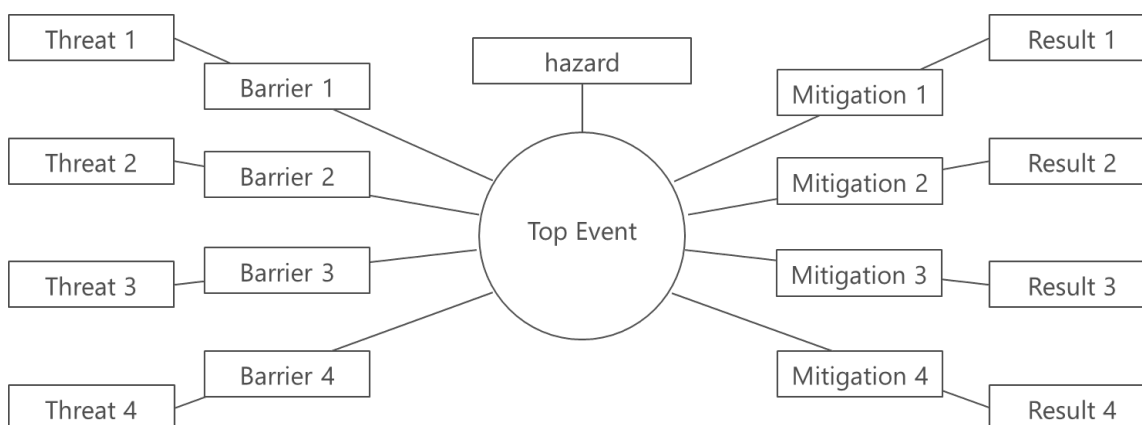 Threat 1
Barrier 1
Threat 2
Barrier 2
Threat 3
Barrier 3
Threat 4
Barrier 4
hazard
Top Event
Mitigation 1
Result 1
Mitigation 2
Result 2
Mitigation 3
Result 3
Mitigation 4
Result 4